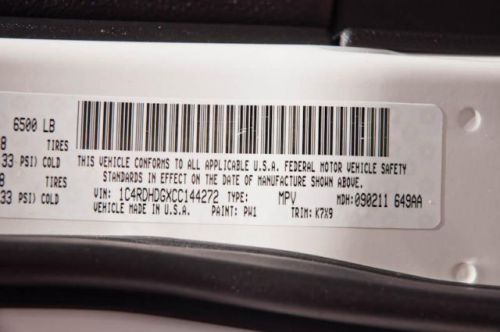 6500 LB
8 TIRES
33 PSI) COLD
8 TIRES
33 PSI) COLD
THIS VEHICLE CONFORMS TO ALL APPLICABLE U.S.A. FEDERAL MOTOR VEHICLE SAFETY
STANDARDS IN EFFECT ON THE DATE OF MANUFACTURE SHOWN ABOVE.
VIN: 1C4RDHDGXCC144272 TYPE: MPV MDH: 090211 649AA
VEHICLE MADE IN U.S.A. PAINT: PW1 TRIM: K7X9